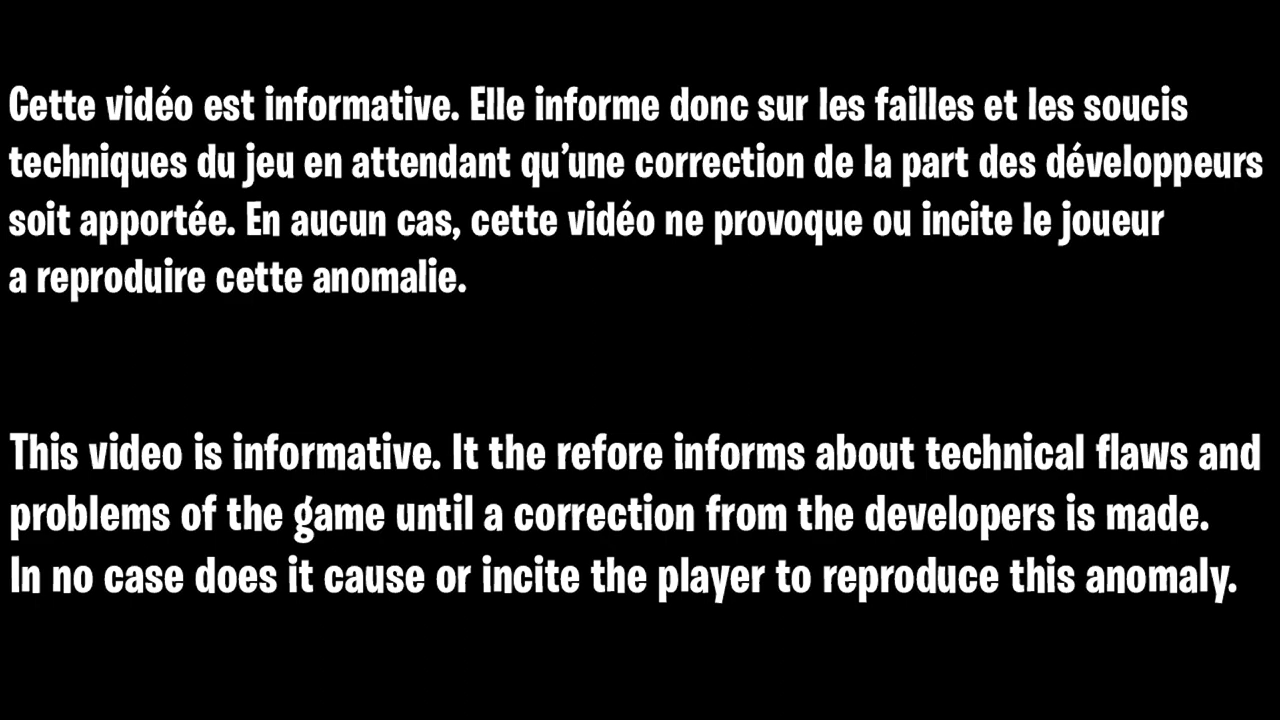 Cette vidéo est informative. Elle informe donc sur les failles et les soucis
techniques du jeu en attendant qu’une correction de la part des développeurs
soit apportée. En aucun cas, cette vidéo ne provoque ou incite le joueur
a reproduire cette anomalie.
This video is informative. It the refore informs about technical flaws and
problems of the game until a correction from the developers is made.
In no case does it cause or incite the player to reproduce this anomaly.